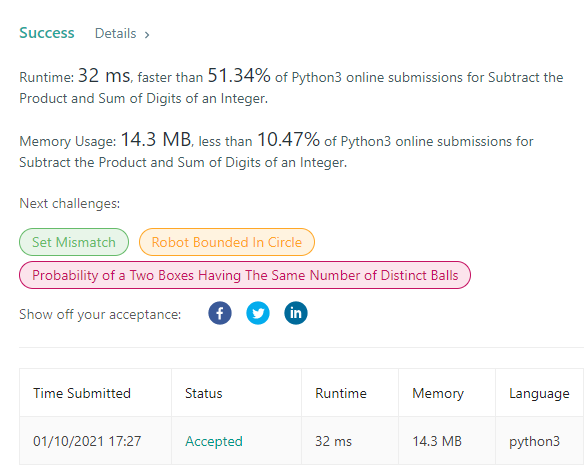 Success Details >
Runtime: 32 ms, faster than 51.34% of Python3 online submissions for Subtract the
Product and Sum of Digits of an Integer.
Memory Usage: 14.3 MB, less than 10.47% of Python3 online submissions for
Subtract the Product and Sum of Digits of an Integer.
Next challenges:
Set Mismatch Robot Bounded In Circle
Probability of a Two Boxes Having The Same Number of Distinct Balls
Show off your acceptance:
Time Submitted Status Runtime Memory Language
01/10/2021 17:27 Accepted 32 ms 14.3 MB python3